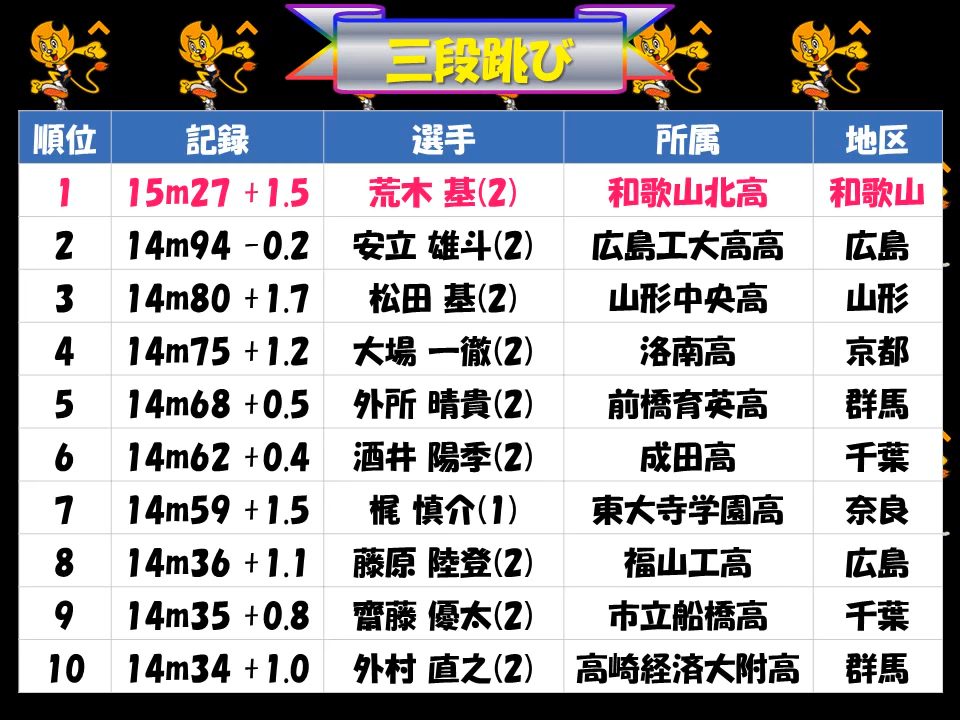 三段跳び
順位 記録 選手 所属 地区
1 15m27 +1.5 荒木 基(2) 和歌山北高 和歌山
2 14m94 -0.2 安立 雄斗(2) 広島工大高高 広島
3 14m80 +1.7 松田 基(2) 山形中央高 山形
4 14m75 +1.2 大場 一徹(2) 洛南高 京都
5 14m68 +0.5 外所 晴貴(2) 前橋育英高 群馬
6 14m62 +0.4 酒井 陽季(2) 成田高 千葉
7 14m59 +1.5 梶 慎介(1) 東大寺学園高 奈良
8 14m36 +1.1 藤原 陸登(2) 福山工高 広島
9 14m35 +0.8 齋藤 優太(2) 市立船橋高 千葉
10 14m34 +1.0 外村 直之(2) 高崎経済大附高 群馬